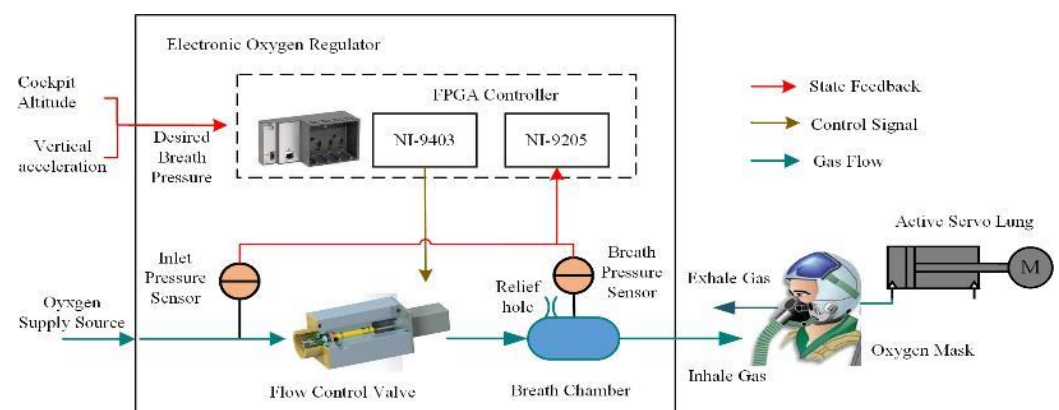 Electronic Oxygen Regulator
Cockpit
Altitude
Vertical
acceleration
Desired
Breath
Pressure
FPGA Controller
NI-9403
NI-9205
State Feedback
Control Signal
Gas Flow
Active Servo Lung
M
Inlet
Pressure
Sensor
Breath
Pressure
Sensor
Relief
hole
Oyxgen
Supply Source
Exhale Gas
Inhale Gas
Oxygen Mask
Flow Control Valve
Breath Chamber